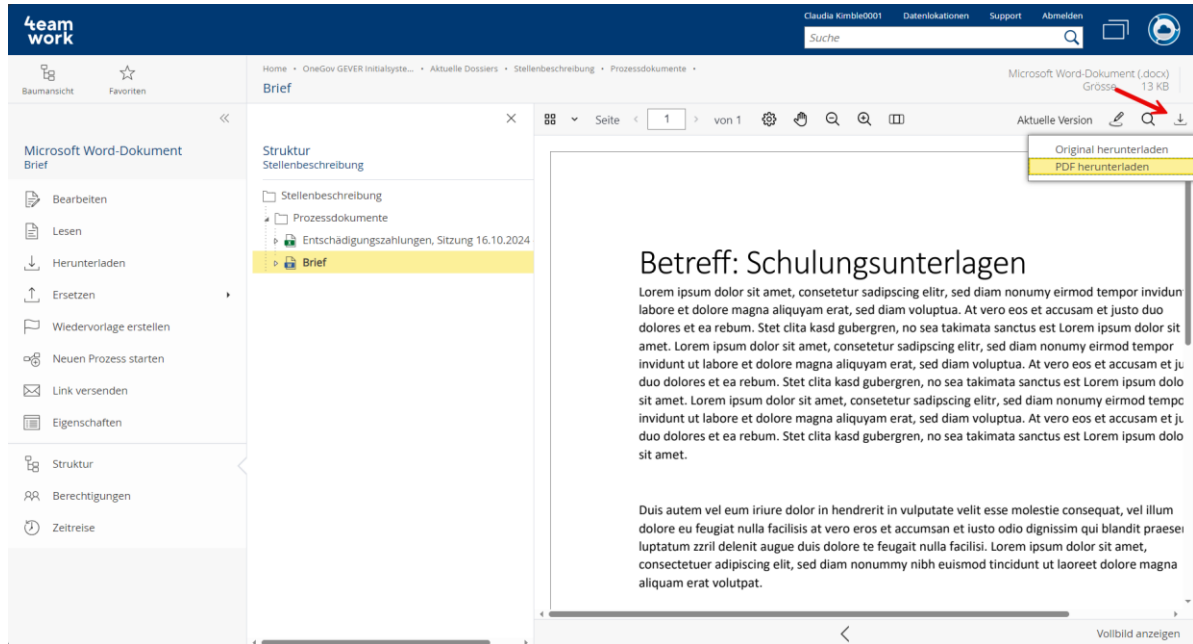 4team
work
Claudia Kimble0001 Datenlokationen Support Abmelden
Suche
Baumansicht Favoriten
Home • OneGov GEVER Initialsyste... • Aktuelle Dossiers • Stellenbeschreibung • Prozessdokumente •
Brief
Microsoft Word-Dokument (.docx)
Grösse 13 KB
Microsoft Word-Dokument
Brief
Bearbeiten
Lesen
Herunterladen
Ersetzen
Wiedervorlage erstellen
Neuen Prozess starten
Link versenden
Eigenschaften
Struktur
Berechtigungen
Zeitreise
Struktur
Stellenbeschreibung
Stellenbeschreibung
Prozessdokumente
Entschädigungszahlungen, Sitzung 16.10.2024
Brief
Seite 1 von 1
Aktuelle Version
Original herunterladen
PDF herunterladen
Betreff: Schulungsunterlagen
Lorem ipsum dolor sit amet, consetetur sadipscing elitr, sed diam nonumy eirmod tempor invidun
labore et dolore magna aliquyam erat, sed diam voluptua. At vero eos et accusam et justo duo
dolores et ea rebum. Stet clita kasd gubergren, no sea takimata sanctus est Lorem ipsum dolor sit
amet. Lorem ipsum dolor sit amet, consetetur sadipscing elitr, sed diam nonumy eirmod tempor
invidunt ut labore et dolore magna aliquyam erat, sed diam voluptua. At vero eos et accusam et ju
duo dolores et ea rebum. Stet clita kasd gubergren, no sea takimata sanctus est Lorem ipsum dolo
sit amet. Lorem ipsum dolor sit amet, consetetur sadipscing elitr, sed diam nonumy eirmod tempo
invidunt ut labore et dolore magna aliquyam erat, sed diam voluptua. At vero eos et accusam et ju
duo dolores et ea rebum. Stet clita kasd gubergren, no sea takimata sanctus est Lorem ipsum dolo
sit amet.
Duis autem vel eum iriure dolor in hendrerit in vulputate velit esse molestie consequat, vel illum
dolore eu feugiat nulla facilisis at vero eros et accumsan et iusto odio dignissim qui blandit praese
luptatum zzril delenit augue duis dolore te feugait nulla facilisi. Lorem ipsum dolor sit amet,
consectetuer adipiscing elit, sed diam nonummy nibh euismod tincidunt ut laoreet dolore magna
aliquam erat volutpat.
Vollbild anzeigen